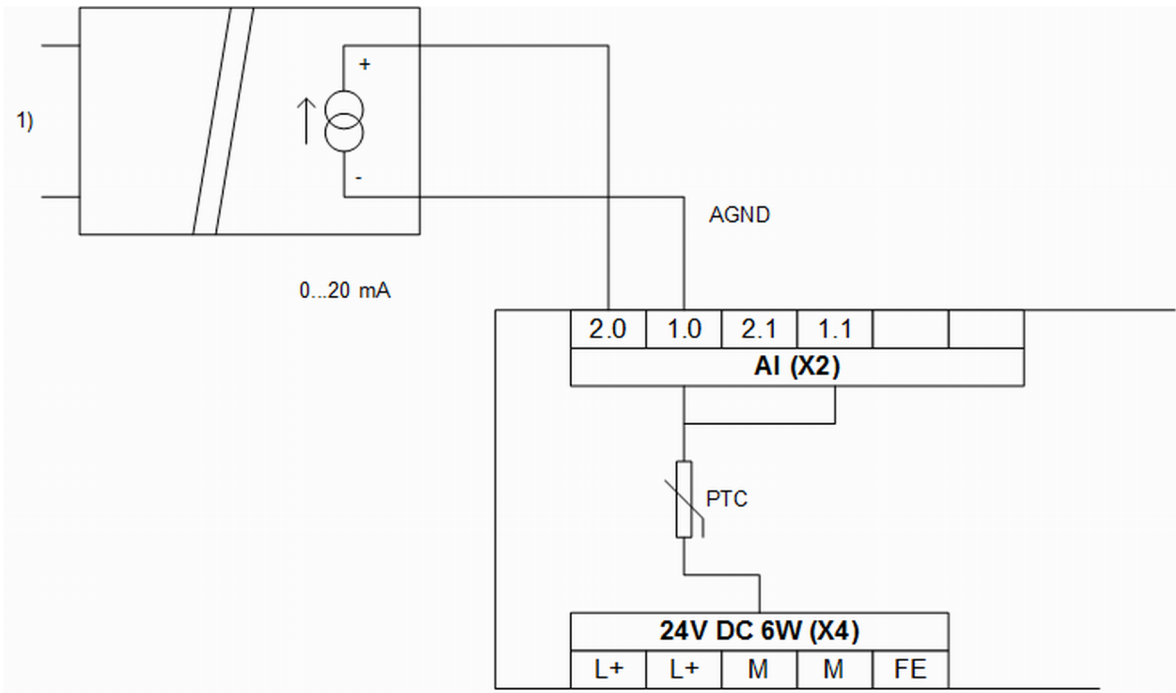 +
1)
-
AGND
0...20 mA
2.0 1.0 2.1 1.1
AI (X2)
PTC
24V DC 6W (X4)
L+ L+ M M FE